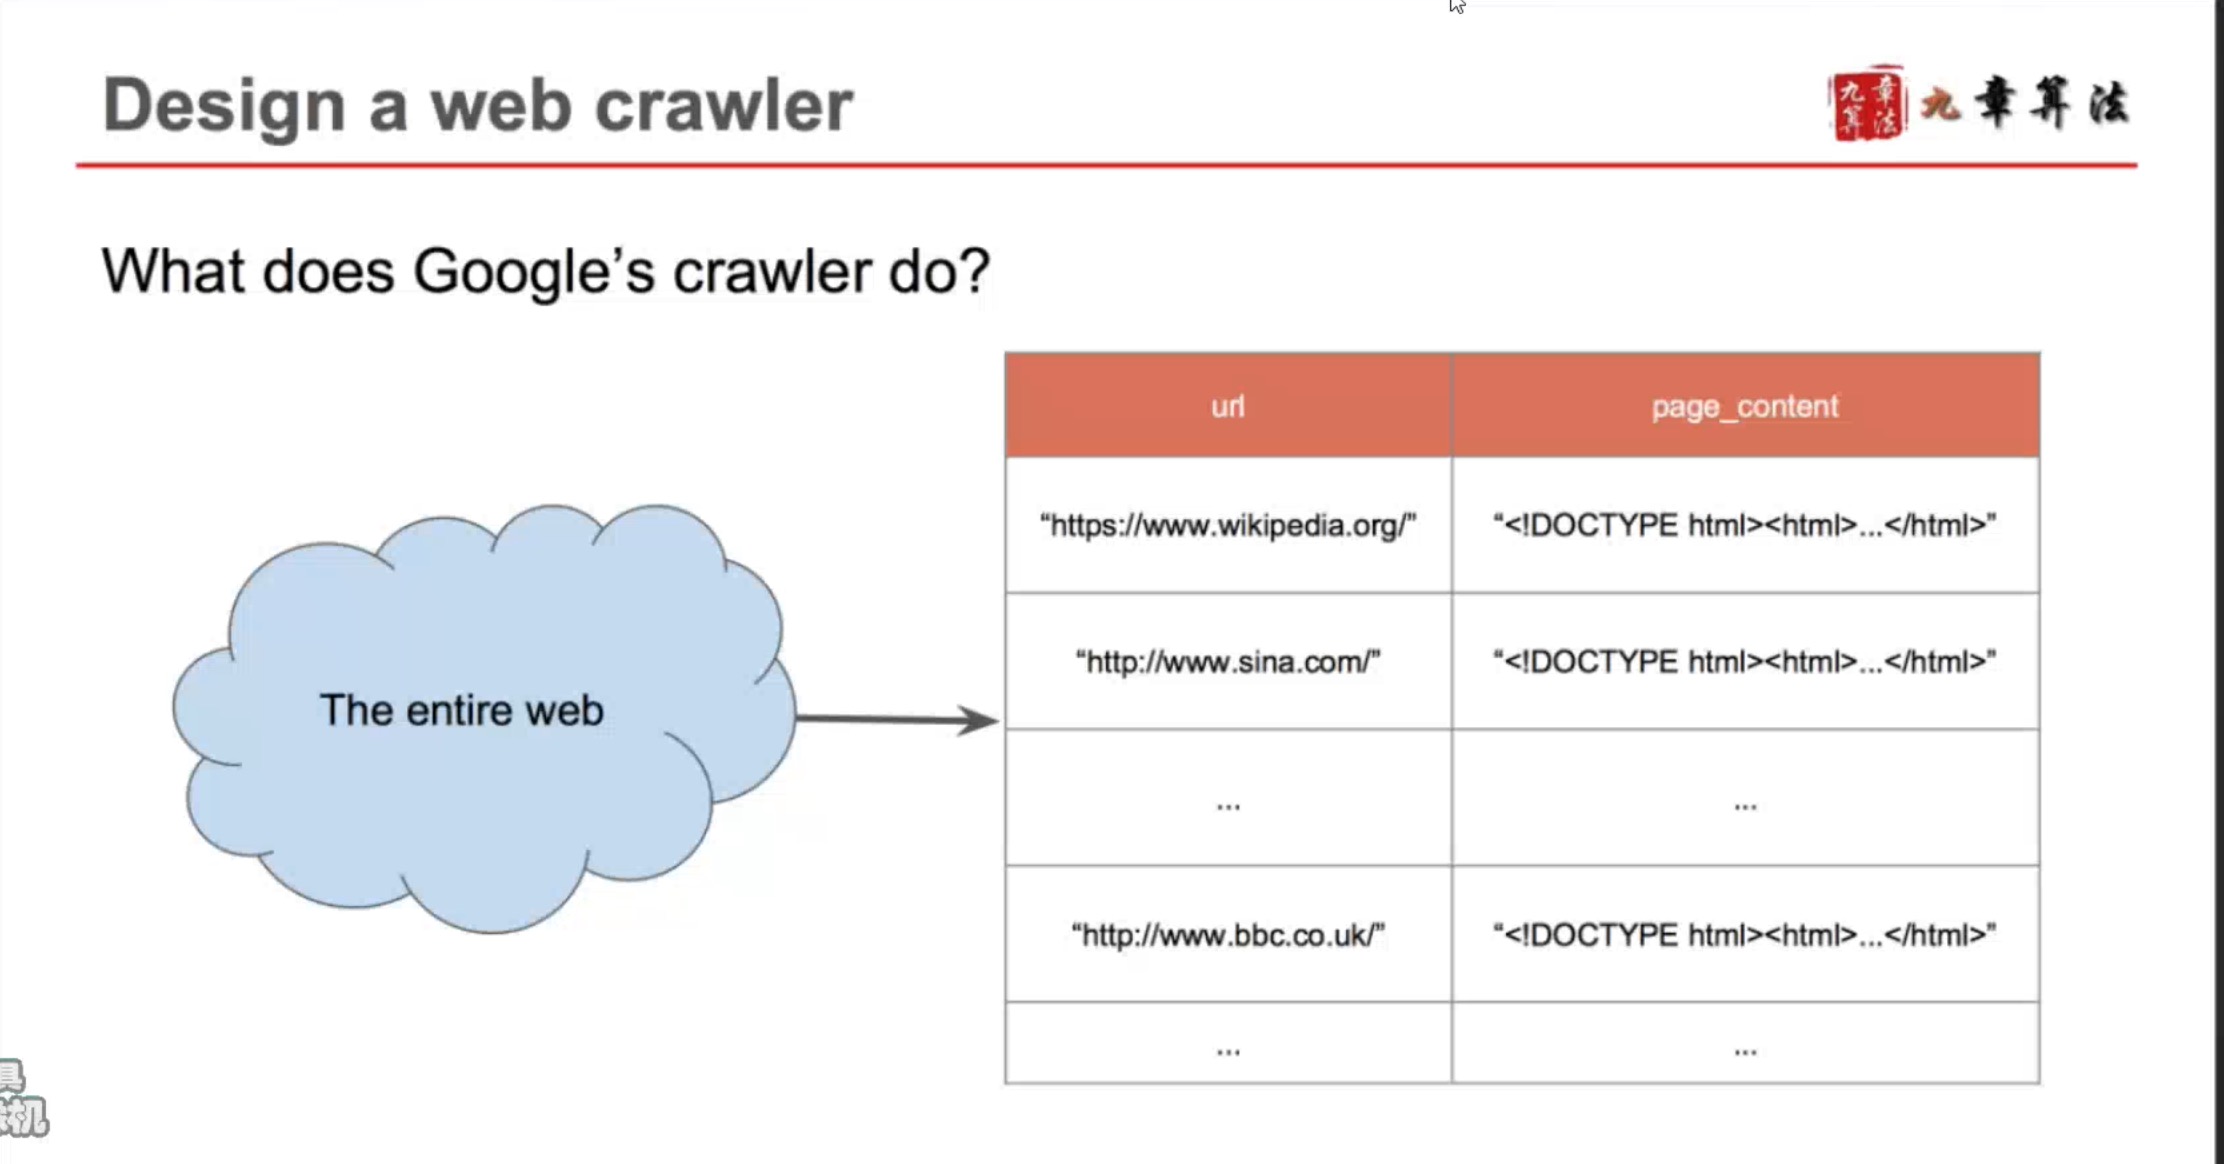 Design a web crawler
九章
算法
九章算法
What does Google's crawler do?
The entire web
url page_content
“https://www.wikipedia.org/” “<!DOCTYPE html><html>...</html>”
“http://www.sina.com/” “<!DOCTYPE html><html>...</html>”
... ...
“http://www.bbc.co.uk/” “<!DOCTYPE html><html>...</html>”
... ...
机